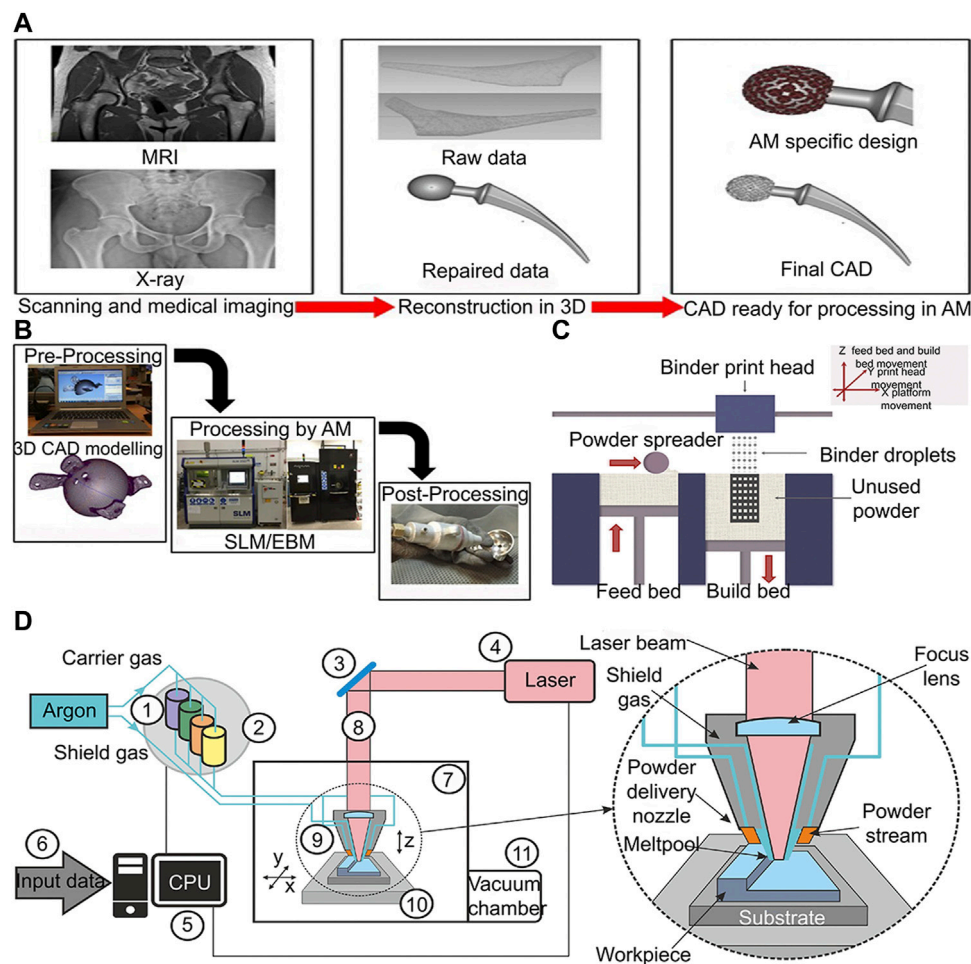 A
MRI
X-ray
Scanning and medical imaging
Raw data
Repaired data
Reconstruction in 3D
AM specific design
Final CAD
CAD ready for processing in AM
B
Pre-Processing
3D CAD modelling
Processing by AM
SLM
SLM/EBM
Post-Processing
C
Binder print head
Z feed bed and build
bed movement
Y print head
movement
X platform
movement
Powder spreader
Binder droplets
Unused
powder
Feed bed
Build bed
D
Carrier gas
Argon
Shield gas
1
2
3
4
Laser
8
7
9
z
y
x
10
11
Vacuum
chamber
6
Input data
CPU
5
Laser beam
Shield
gas
Focus
lens
Powder
delivery
nozzle
Powder
stream
Meltpool
Substrate
Workpiece